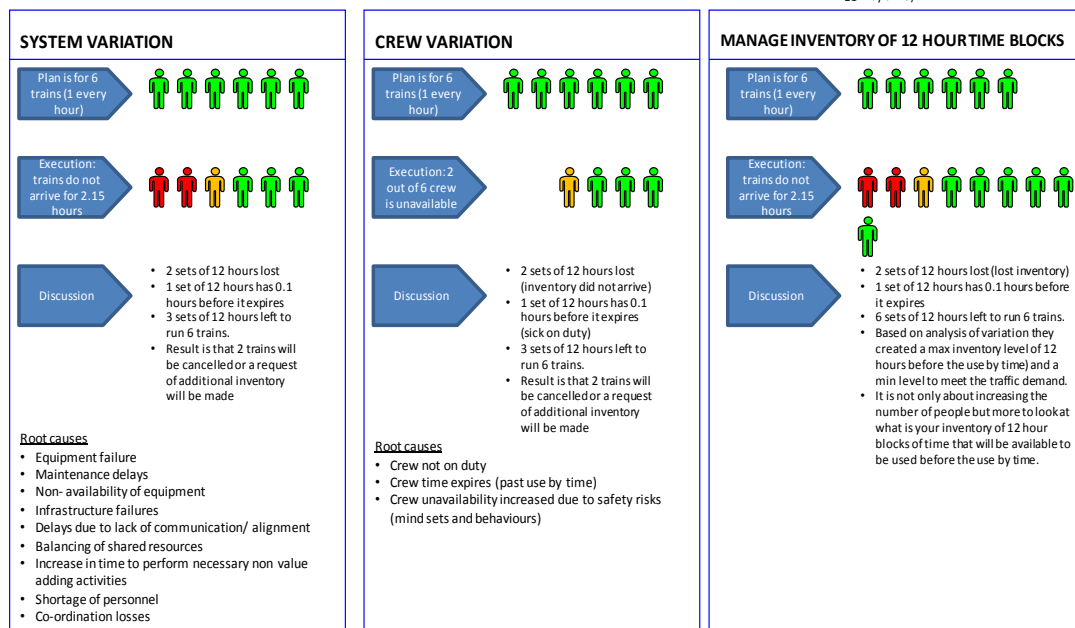 SYSTEM VARIATION
Plan is for 6
trains (1 every
hour)
Execution:
trains do not
arrive for 2.15
hours
Discussion
• 2 sets of 12 hours lost
• 1 set of 12 hours has 0.1
hours before it expires
• 3 sets of 12 hours left to
run 6 trains.
• Result is that 2 trains will
be cancelled or a request
of additional inventory
will be made
Root causes
• Equipment failure
• Maintenance delays
• Non- availability of equipment
• Infrastructure failures
• Delays due to lack of communication/ alignment
• Balancing of shared resources
• Increase in time to perform necessary non value
adding activities
• Shortage of personnel
• Co-ordination losses
CREW VARIATION
Plan is for 6
trains (1 every
hour)
Execution: 2
out of 6 crew
is unavailable
Discussion
• 2 sets of 12 hours lost
(inventory did not arrive)
• 1 set of 12 hours has 0.1
hours before it expires
(sick on duty)
• 3 sets of 12 hours left to
run 6 trains.
• Result is that 2 trains will
be cancelled or a request
of additional inventory
will be made
Root causes
• Crew not on duty
• Crew time expires (past use by time)
• Crew unavailability increased due to safety risks
(mind sets and behaviours)
MANAGE INVENTORY OF 12 HOUR TIME BLOCKS
Plan is for 6
trains (1 every
hour)
Execution:
trains do not
arrive for 2.15
hours
Discussion
• 2 sets of 12 hours lost (lost inventory)
• 1 set of 12 hours has 0.1 hours before
it expires
• 6 sets of 12 hours left to run 6 trains.
• Based on analysis of variation they
created a max inventory level of 12
hours before the use by time) and a
min level to meet the traffic demand.
• It is not only about increasing the
number of people but more to look at
what is your inventory of 12 hour
blocks of time that will be available to
be used before the use by time.